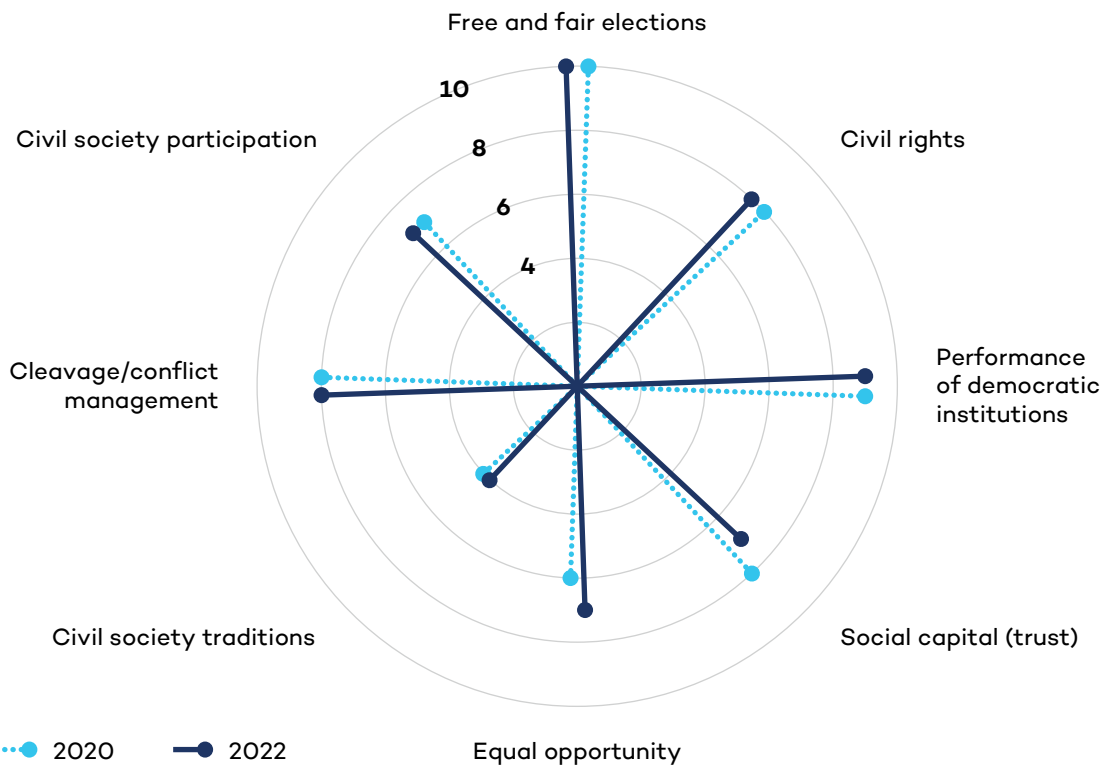 Free and fair elections
10
Civil society participation
Civil rights
8
6
4
Cleavage/conflict
management
Performance
of democratic
institutions
Civil society traditions
Social capital (trust)
2020
2022
Equal opportunity